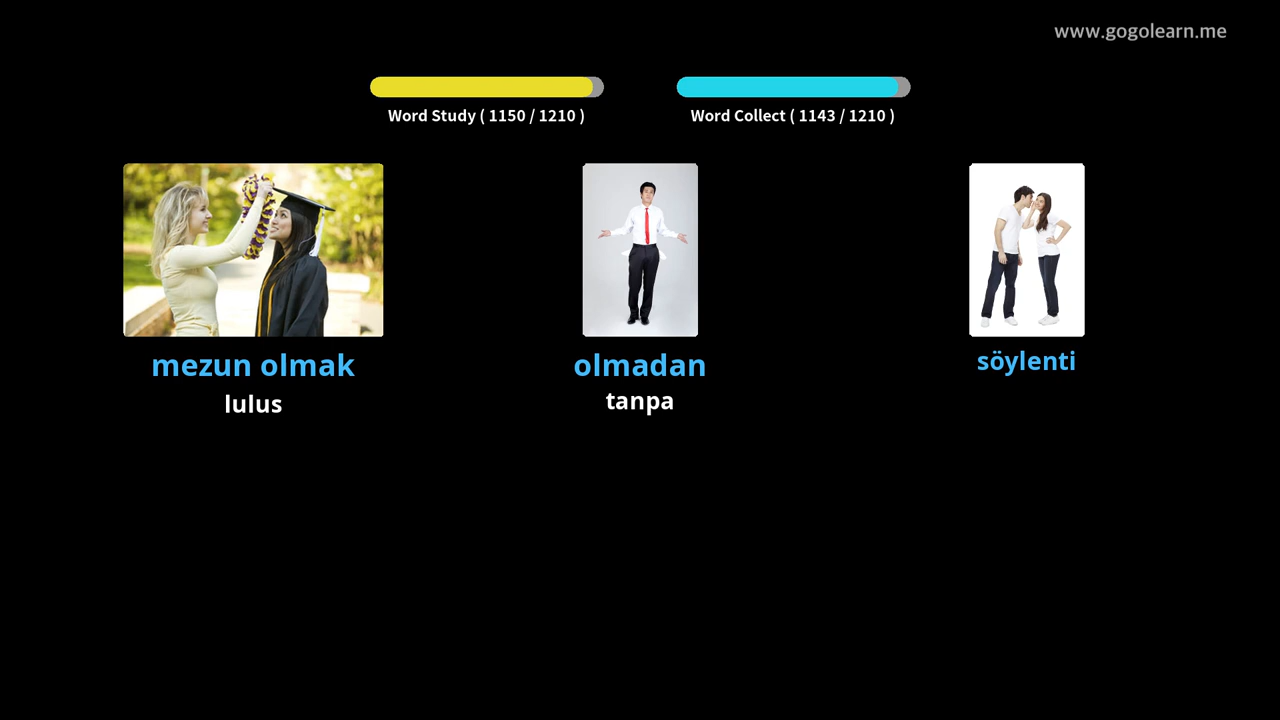 www.gogolearn.me
Word Study ( 1150 / 1210 )
Word Collect ( 1143 / 1210 )
mezun olmak
lulus
olmadan
tanpa
söylenti